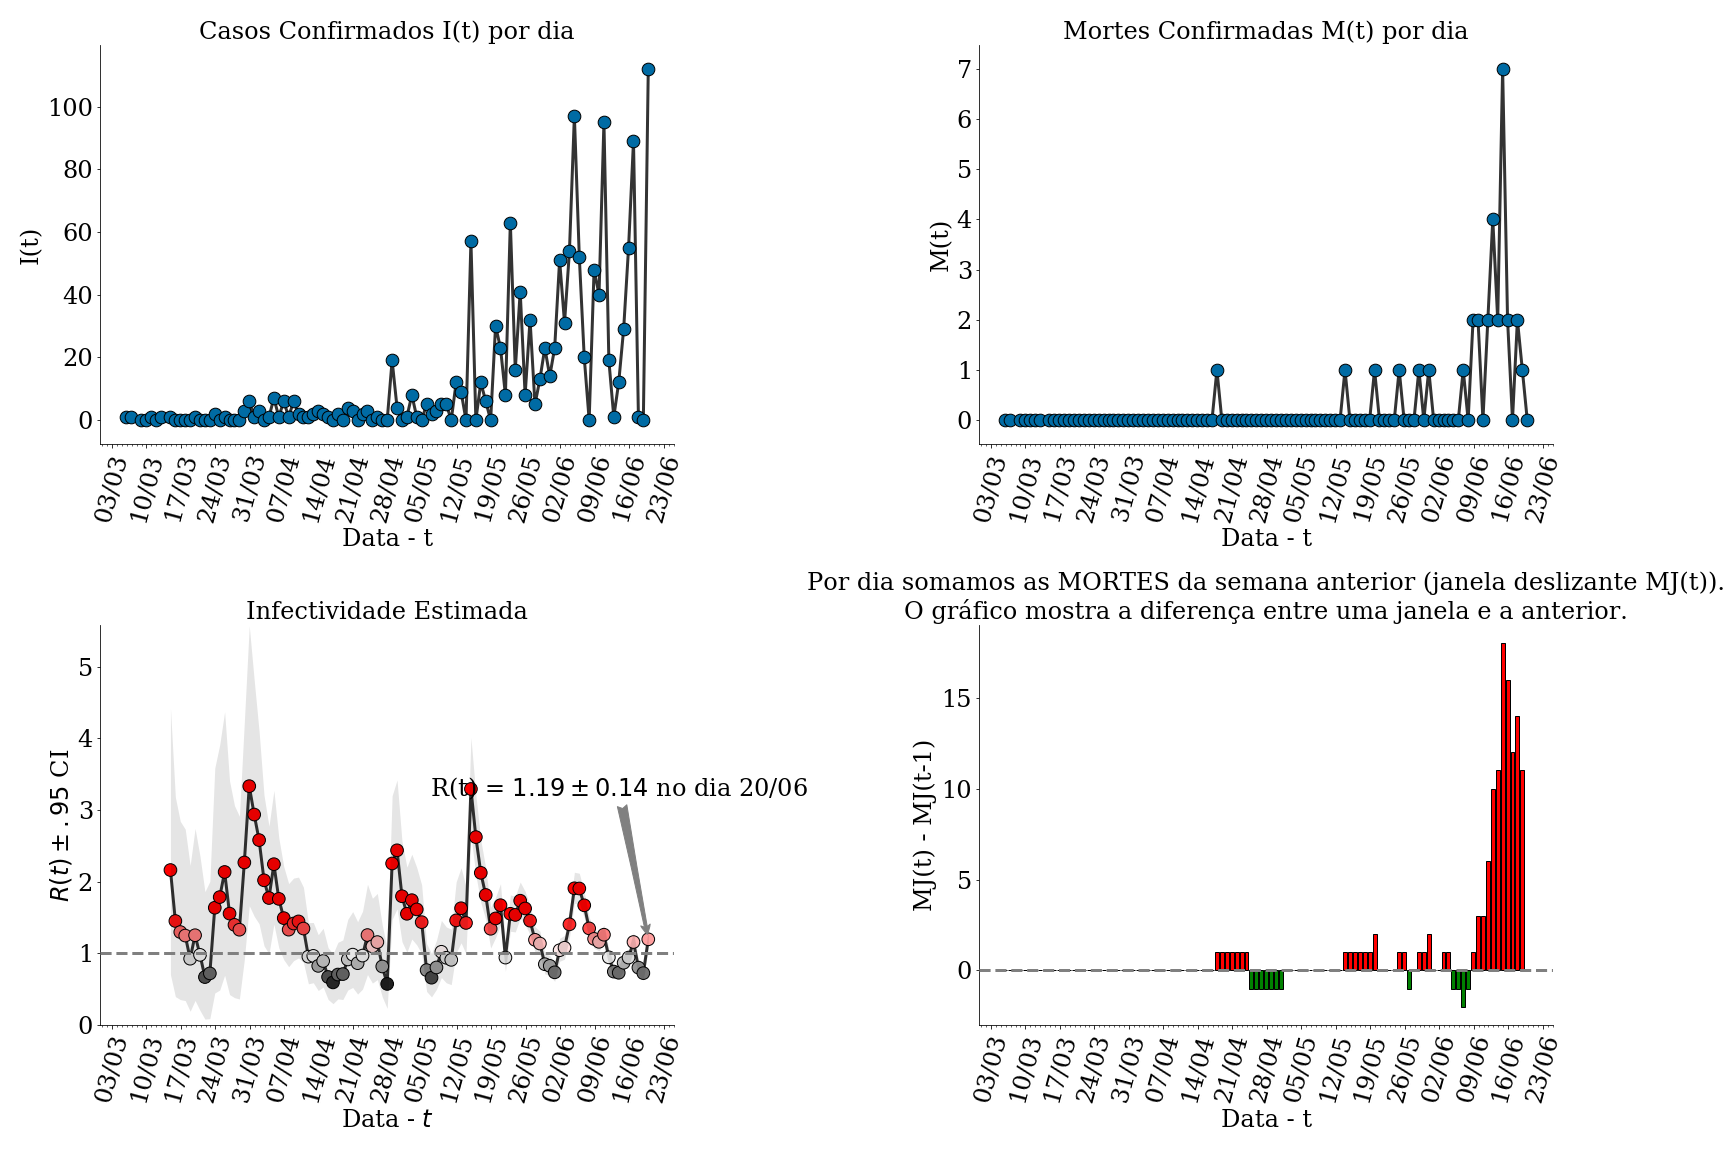 Casos Confirmados I(t) por dia
I(t)
100
80
60
40
20
0
03/03 10/03 17/03 24/03 31/03 07/04 14/04 21/04 28/04 05/05 12/05 19/05 26/05 02/06 09/06 16/06 23/06
Data - t
Mortes Confirmadas M(t) por dia
M(t)
7
6
5
4
3
2
1
0
03/03 10/03 17/03 24/03 31/03 07/04 14/04 21/04 28/04 05/05 12/05 19/05 26/05 02/06 09/06 16/06 23/06
Data - t
Infectividade Estimada
R(t) ± .95 CI
5
4
3
2
1
0
R(t) = 1.19 ± 0.14 no dia 20/06
03/03 10/03 17/03 24/03 31/03 07/04 14/04 21/04 28/04 05/05 12/05 19/05 26/05 02/06 09/06 16/06 23/06
Data - t
Por dia somamos as MORTES da semana anterior (janela deslizante MJ(t)).
O gráfico mostra a diferença entre uma janela e a anterior.
MJ(t) - MJ(t-1)
15
10
5
0
03/03 10/03 17/03 24/03 31/03 07/04 14/04 21/04 28/04 05/05 12/05 19/05 26/05 02/06 09/06 16/06 23/06
Data - t